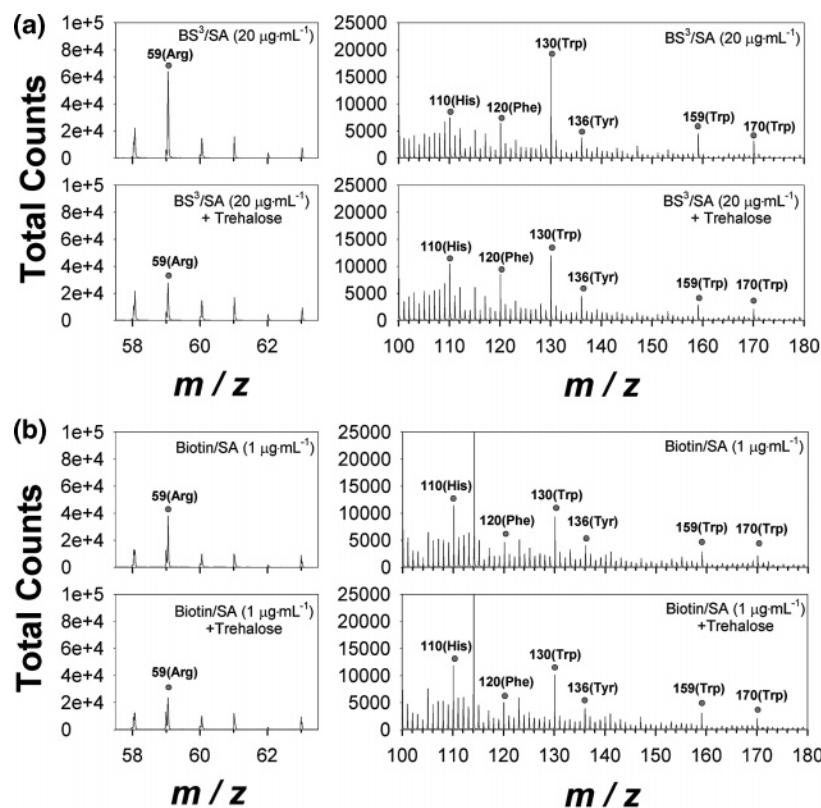 (a)
Total Counts
1e+5
8e+4
6e+4
4e+4
2e+4
0
BS³/SA (20 μg·mL⁻¹)
59(Arg)
25000
20000
15000
10000
5000
0
BS³/SA (20 μg·mL⁻¹)
110(His)
120(Phe)
130(Trp)
136(Tyr)
159(Trp)
170(Trp)
1e+5
8e+4
6e+4
4e+4
2e+4
0
BS³/SA (20 μg·mL⁻¹)
+ Trehalose
59(Arg)
58 60 62
m / z
25000
20000
15000
10000
5000
0
BS³/SA (20 μg·mL⁻¹)
+ Trehalose
110(His)
120(Phe)
130(Trp)
136(Tyr)
159(Trp)
170(Trp)
100 110 120 130 140 150 160 170 180
m / z
(b)
Total Counts
1e+5
8e+4
6e+4
4e+4
2e+4
0
Biotin/SA (1 μg·mL⁻¹)
59(Arg)
25000
20000
15000
10000
5000
0
Biotin/SA (1 μg·mL⁻¹)
110(His)
120(Phe)
130(Trp)
136(Tyr)
159(Trp)
170(Trp)
1e+5
8e+4
6e+4
4e+4
2e+4
0
Biotin/SA (1 μg·mL⁻¹)
+Trehalose
59(Arg)
58 60 62
m / z
25000
20000
15000
10000
5000
0
Biotin/SA (1 μg·mL⁻¹)
+Trehalose
110(His)
120(Phe)
130(Trp)
136(Tyr)
159(Trp)
170(Trp)
100 110 120 130 140 150 160 170 180
m / z